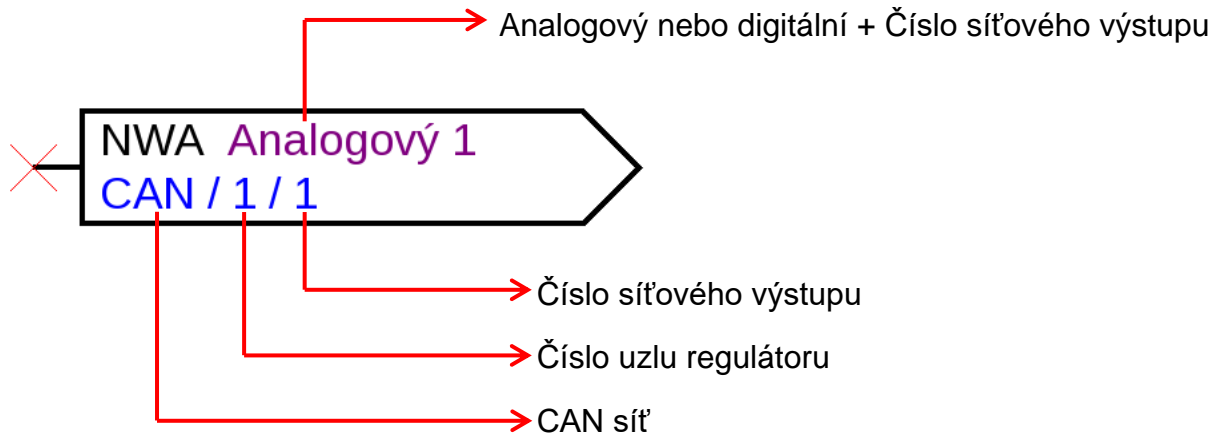 Analogový nebo digitální + Číslo síťového výstupu
NWA Analogový 1
CAN / 1 / 1
Číslo síťového výstupu
Číslo uzlu regulátoru
CAN síť